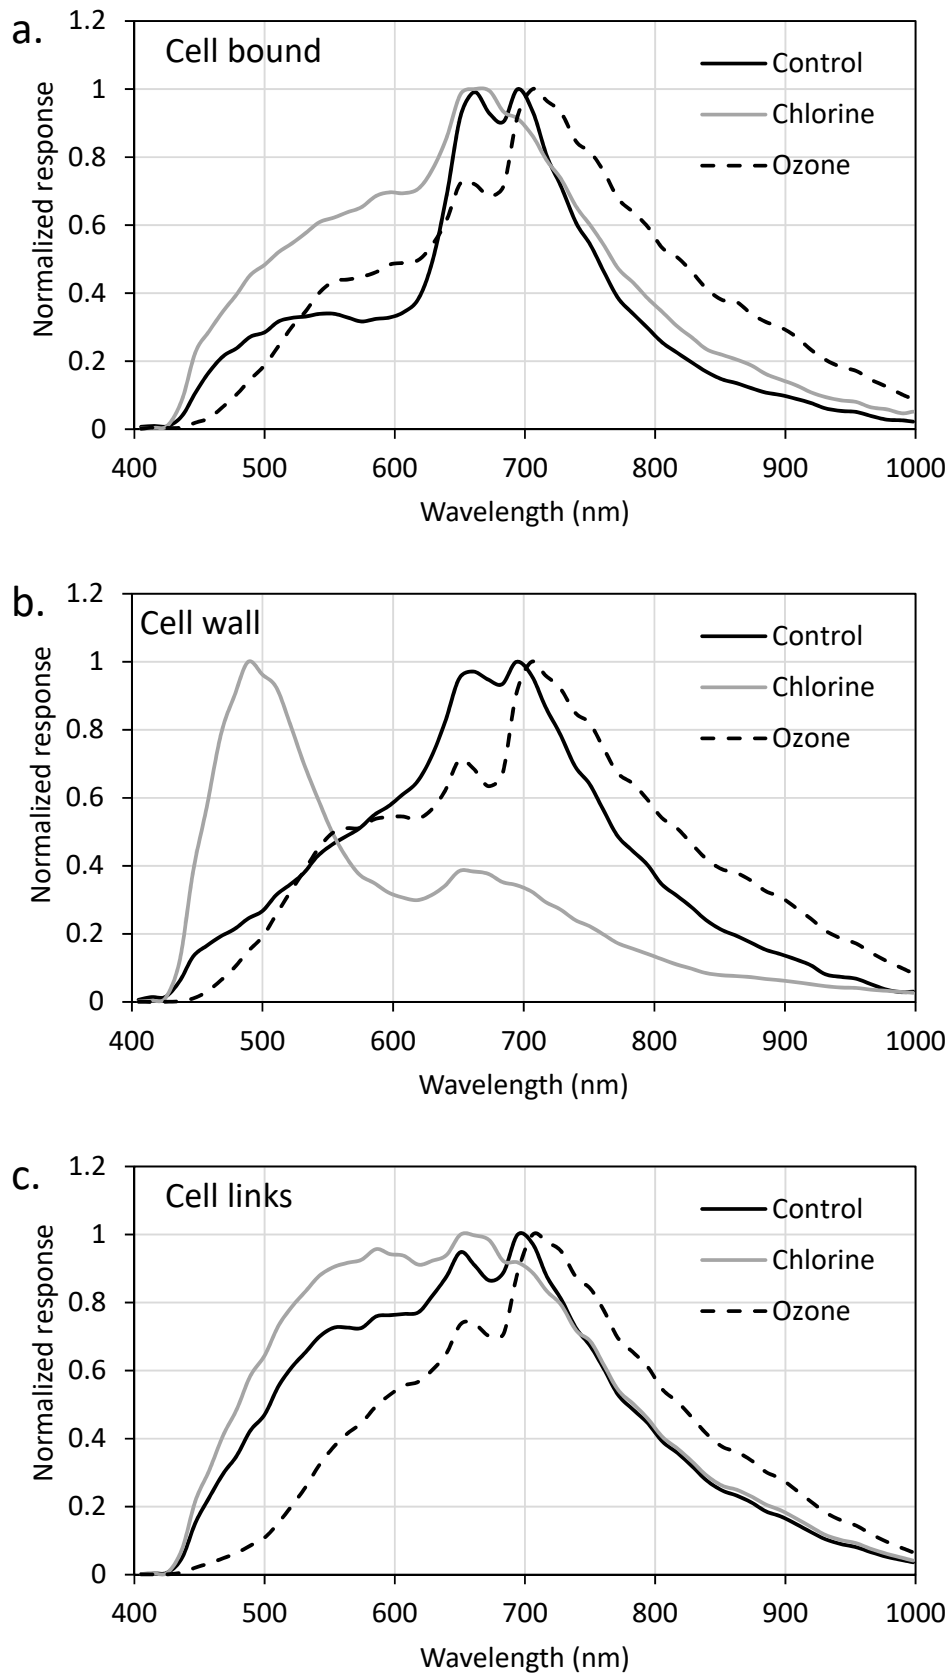 a.
Cell bound
Control
Chlorine
Ozone
Normalized response
1.2
1
0.8
0.6
0.4
0.2
0
400 500 600 700 800 900 1000
Wavelength (nm)
b.
Cell wall
Control
Chlorine
Ozone
Normalized response
1.2
1
0.8
0.6
0.4
0.2
0
400 500 600 700 800 900 1000
Wavelength (nm)
c.
Cell links
Control
Chlorine
Ozone
Normalized response
1.2
1
0.8
0.6
0.4
0.2
0
400 500 600 700 800 900 1000
Wavelength (nm)